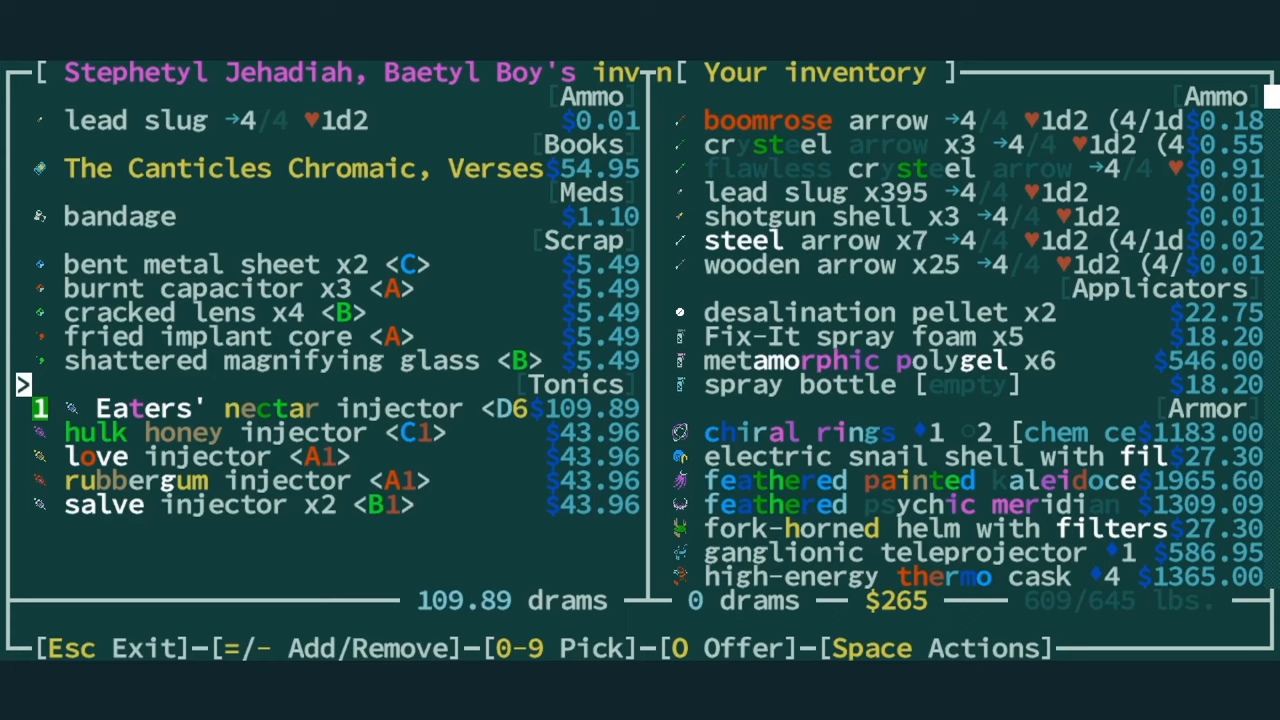 [ Stephetyl Jehadiah, Baetyl Boy's inv
[Ammo]
lead slug →4/4 ♥1d2 $0.01
[Books]
The Canticles Chromaic, Verses $54.95
[Meds]
bandage $1.10
[Scrap]
bent metal sheet x2 <C> $5.49
burnt capacitor x3 <A> $5.49
cracked lens x4 <B> $5.49
fried implant core <A> $5.49
shattered magnifying glass <B> $5.49
> [Tonics]
1 Eaters' nectar injector <D6 $109.89
hulk honey injector <C1> $43.96
love injector <A1> $43.96
rubbergum injector <A1> $43.96
salve injector x2 <B1> $43.96
109.89 drams
n[ Your inventory ]
[Ammo]
boomrose arrow →4/4 ♥1d2 (4/1d $0.18
crysteel arrow x3 →4/4 ♥1d2 (4 $0.55
flawless crysteel arrow →4/4 ♥ $0.91
lead slug x395 →4/4 ♥1d2 $0.01
shotgun shell x3 →4/4 ♥1d2 $0.01
steel arrow x7 →4/4 ♥1d2 (4/1d $0.02
wooden arrow x25 →4/4 ♥1d2 (4/ $0.01
[Applicators]
desalination pellet x2 $22.75
Fix-It spray foam x5 $18.20
metamorphic polygel x6 $546.00
spray bottle [empty] $18.20
[Armor]
chiral rings ♦1 ○2 [chem ce $1183.00
electric snail shell with fil $27.30
feathered painted kaleidoce $1965.60
feathered psychic meridian $1309.09
fork-horned helm with filters $27.30
ganglionic teleprojector ♦1 $586.95
high-energy thermo cask ♦4 $1365.00
0 drams — $265 — 609/645 lbs.
[Esc Exit]—[=/- Add/Remove]—[0-9 Pick]—[O Offer]—[Space Actions]